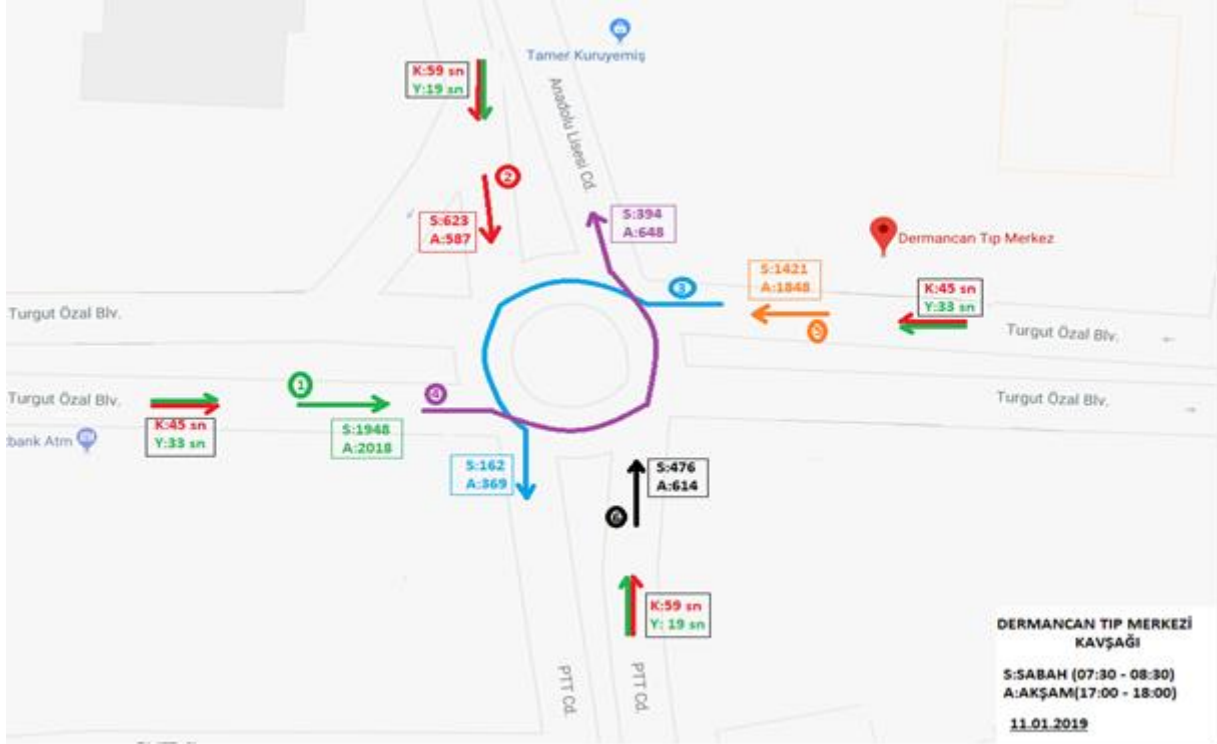 Tamer Kuruyemiş
K:59 sn
Y:19 sn
Anadolu Lisesi Cd.
2
S:623
A:587
S:394
A:648
Dermancan Tıp Merkez
3
S:1421
A:1848
K:45 sn
Y:33 sn
5
Turgut Özal Blv.
Turgut Özal Blv.
1
4
Turgut Özal Blv.
Turgut Özal Blv.
K:45 sn
Y:33 sn
S:1948
A:2018
bank Atm
S:162
A:369
S:476
A:614
6
K:59 sn
Y: 19 sn
PTT Cd.
PTT Cd.
DERMANCAN TIP MERKEZİ
KAVŞAĞI
S:SABAH (07:30 - 08:30)
A:AKŞAM(17:00 - 18:00)
11.01.2019